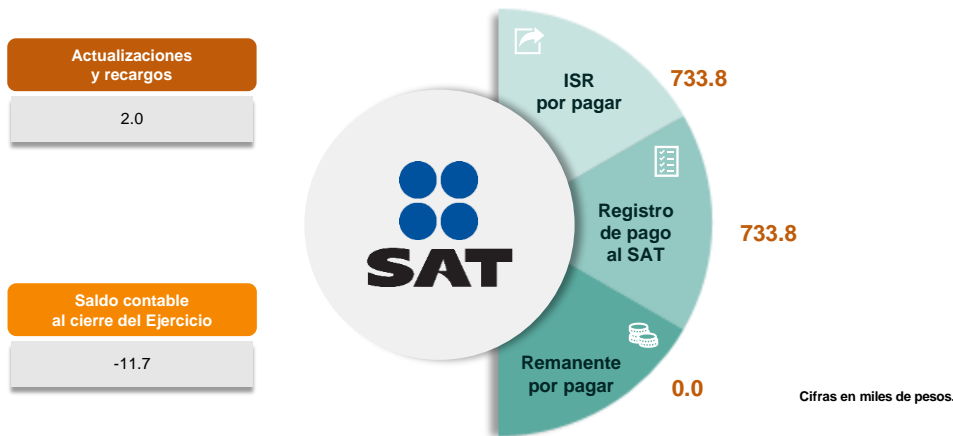 Actualizaciones
y recargos
2.0
Saldo contable
al cierre del Ejercicio
-11.7
SAT
ISR
por pagar
733.8
Registro
de pago
al SAT
733.8
Remanente
por pagar
0.0
Cifras en miles de pesos.